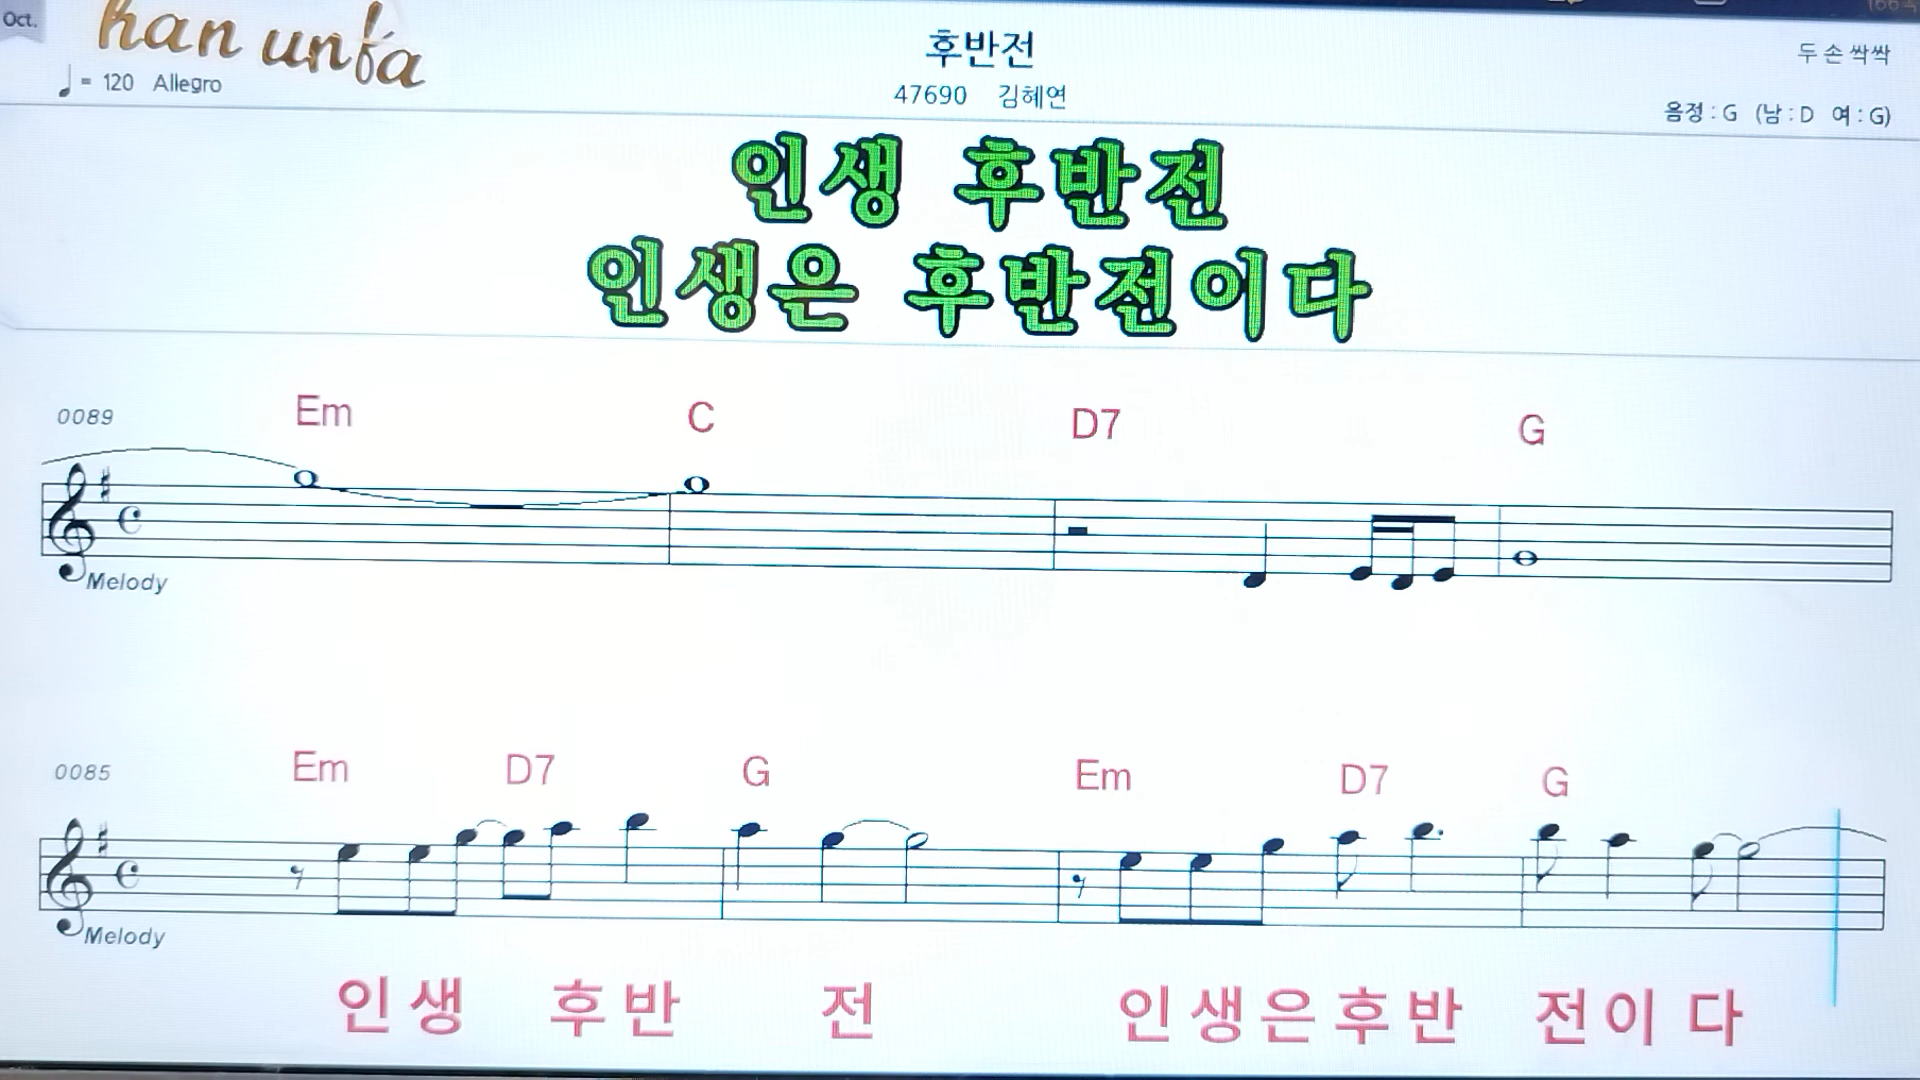 Oct.
han unfa
= 120 Allegro
후반전
47690 김혜연
두손싹싹
음정 : G (남 : D 여 : G)
인생 후반전
인생은 후반전이다
0089
Em C D7 G
Melody
0085
Em D7 G Em D7 G
Melody
인생 후반 전 인생은후반 전이 다